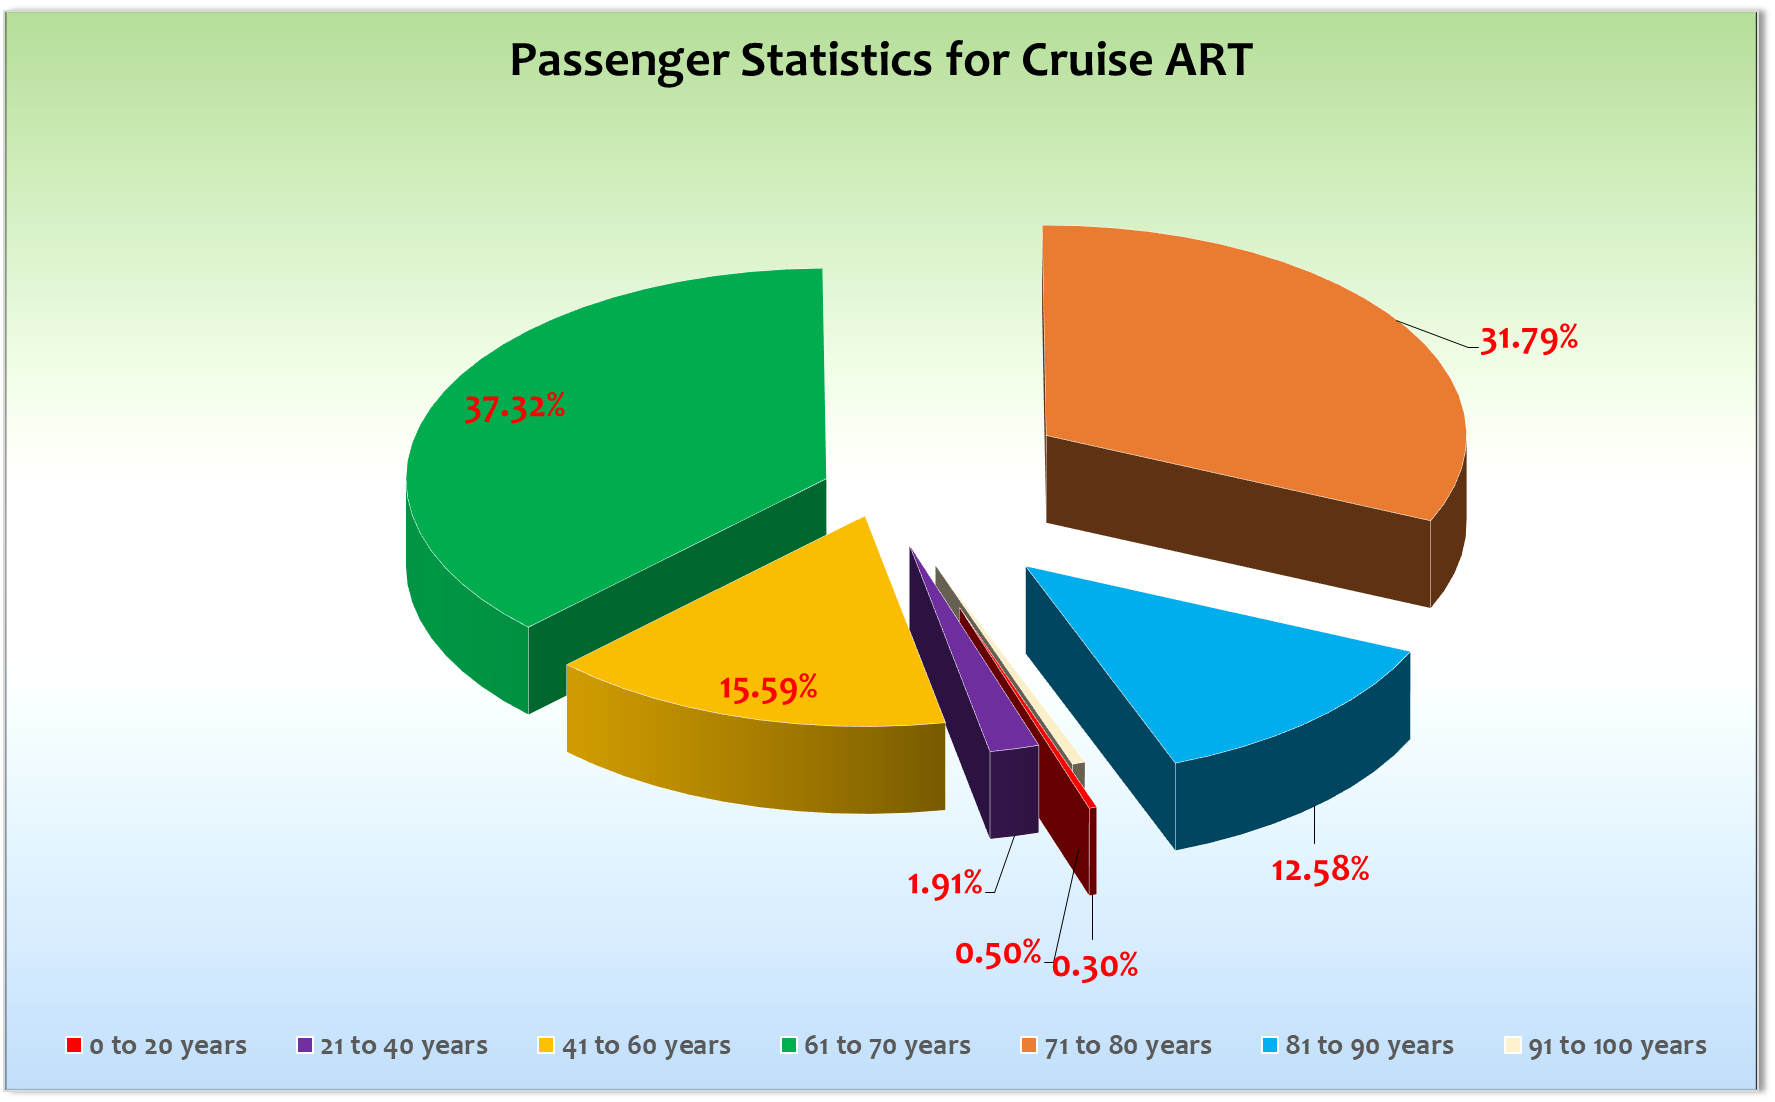 Passenger Statistics for Cruise ART
31.79%
37.32%
15.59%
12.58%
1.91%
0.50%
0.30%
0 to 20 years
21 to 40 years
41 to 60 years
61 to 70 years
71 to 80 years
81 to 90 years
91 to 100 years